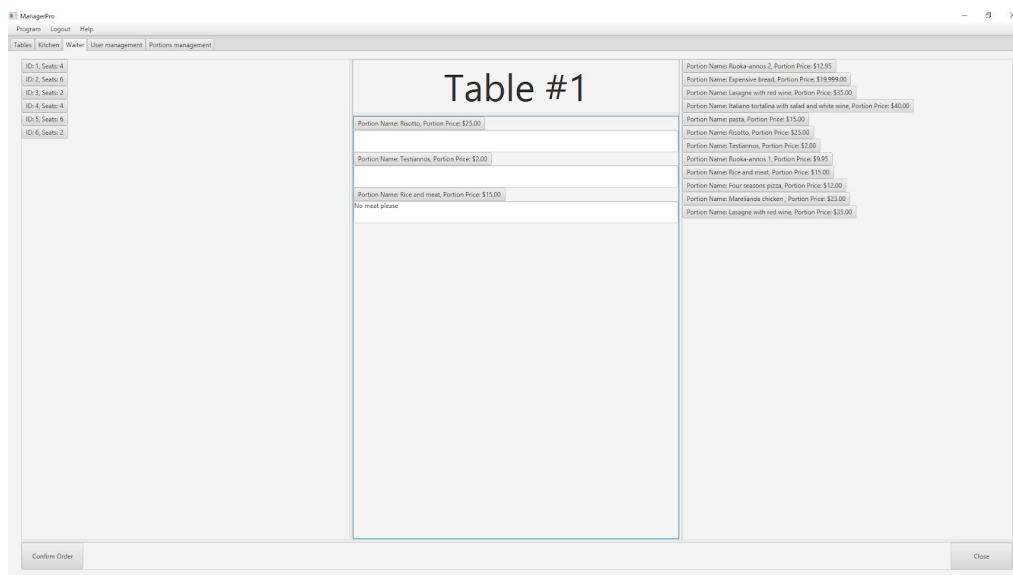 ManagerPro
Program Logout Help
Tables Kitchen Waiter User management Portions management
ID: 1, Seats: 4
ID: 2, Seats: 6
ID: 3, Seats: 2
ID: 4, Seats: 4
ID: 5, Seats: 6
ID: 6, Seats: 2
Table #1
Portion Name: Risotto, Portion Price: $25.00
Portion Name: Testiannos, Portion Price: $2.00
Portion Name: Rice and meat, Portion Price: $15.00
No meat please
Portion Name: Ruoka-annos 2, Portion Price: $12.95
Portion Name: Expensive bread, Portion Price: $19,999.00
Portion Name: Lasagne with red wine, Portion Price: $35.00
Portion Name: Italiano tortalina with salad and white wine, Portion Price: $40.00
Portion Name: pasta, Portion Price: $15.00
Portion Name: Risotto, Portion Price: $25.00
Portion Name: Testiannos, Portion Price: $2.00
Portion Name: Ruoka-annos 1, Portion Price: $9.95
Portion Name: Rice and meat, Portion Price: $15.00
Portion Name: Four seasons pizza, Portion Price: $12.00
Portion Name: Marelianda chicken , Portion Price: $23.00
Portion Name: Lasagne with red wine, Portion Price: $35.00
Confirm Order
Close